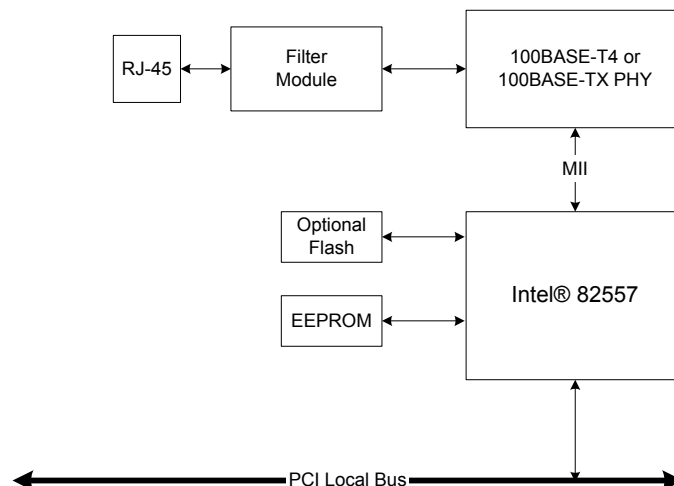 RJ-45
Filter
Module
100BASE-T4 or
100BASE-TX PHY
MII
Optional
Flash
Intel® 82557
EEPROM
PCI Local Bus